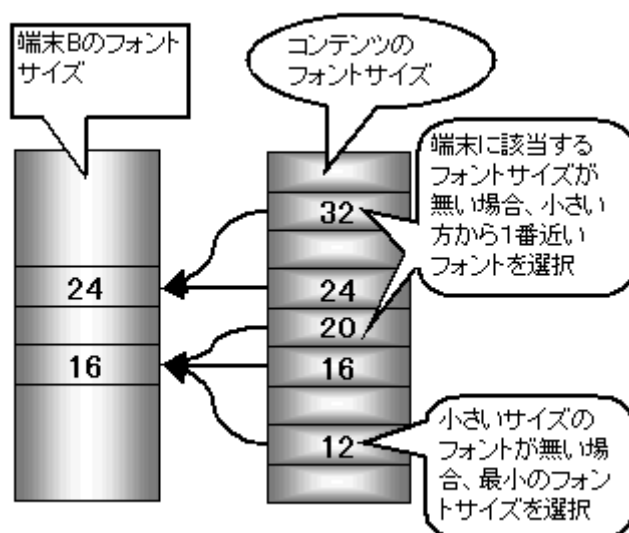 端末Bのフォント
サイズ
コンテンツの
フォントサイズ
端末に該当する
フォントサイズが
無い場合、小さい
方から1番近い
フォントを選択
32
24
24
20
16
16
12
小さいサイズの
フォントが無い場
合、最小のフォン
トサイズを選択